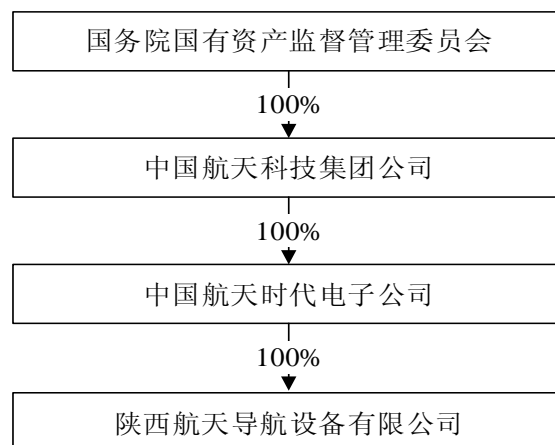 国务院国有资产监督管理委员会
100%
中国航天科技集团公司
100%
中国航天时代电子公司
100%
陕西航天导航设备有限公司